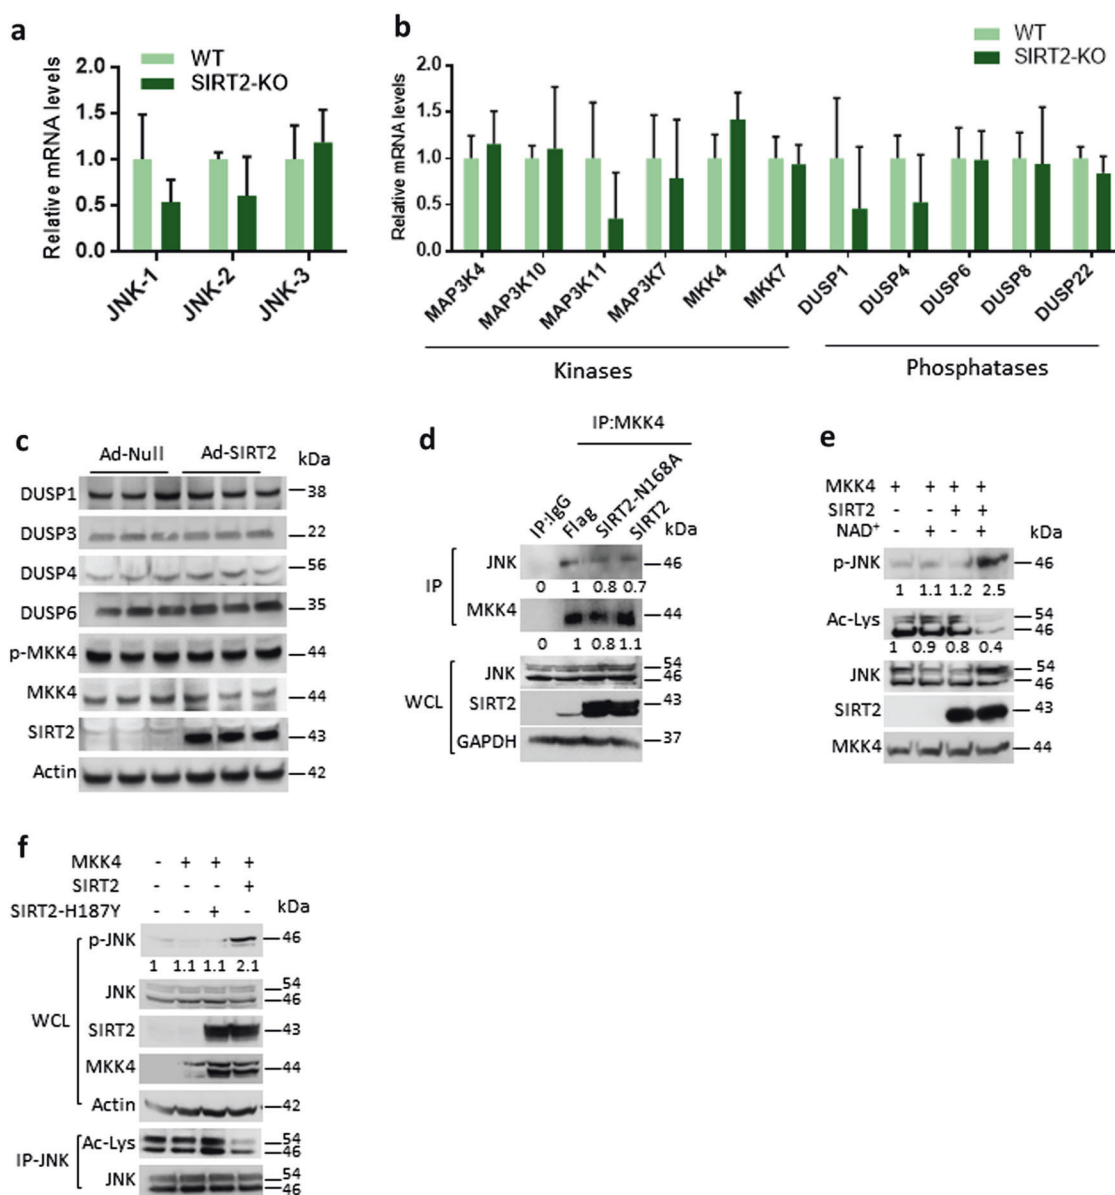 a
WT
SIRT2-KO
Relative mRNA levels
2.0
1.5
1.0
0.5
0.0
JNK-1
JNK-2
JNK-3
b
WT
SIRT2-KO
Relative mRNA levels
2.0
1.5
1.0
0.5
0.0
MAP3K4
MAP3K10
MAP3K11
MAP3K7
MKK4
MKK7
DUSP1
DUSP4
DUSP6
DUSP8
DUSP22
Kinases
Phosphatases
c
Ad-Null Ad-SIRT2 kDa
DUSP1 38
DUSP3 22
DUSP4 56
DUSP6 35
p-MKK4 44
MKK4 44
SIRT2 43
Actin 42
d
IP:MKK4
IP:IgG
Flag
SIRT2-N168A
SIRT2
kDa
IP
JNK 46
0 1 0.8 0.7
MKK4 44
0 1 0.8 1.1
WCL
JNK 54
46
SIRT2 43
GAPDH 37
e
MKK4 + + + +
SIRT2 - - + +
NAD+ - + - + kDa
p-JNK 46
1 1.1 1.2 2.5
Ac-Lys 54
46
1 0.9 0.8 0.4
JNK 54
46
SIRT2 43
MKK4 44
f
MKK4 - + + +
SIRT2 - - - +
SIRT2-H187Y - - + - kDa
WCL
p-JNK 46
1 1.1 1.1 2.1
JNK 54
46
SIRT2 43
MKK4 44
Actin 42
IP-JNK
Ac-Lys 54
46
JNK 54
46